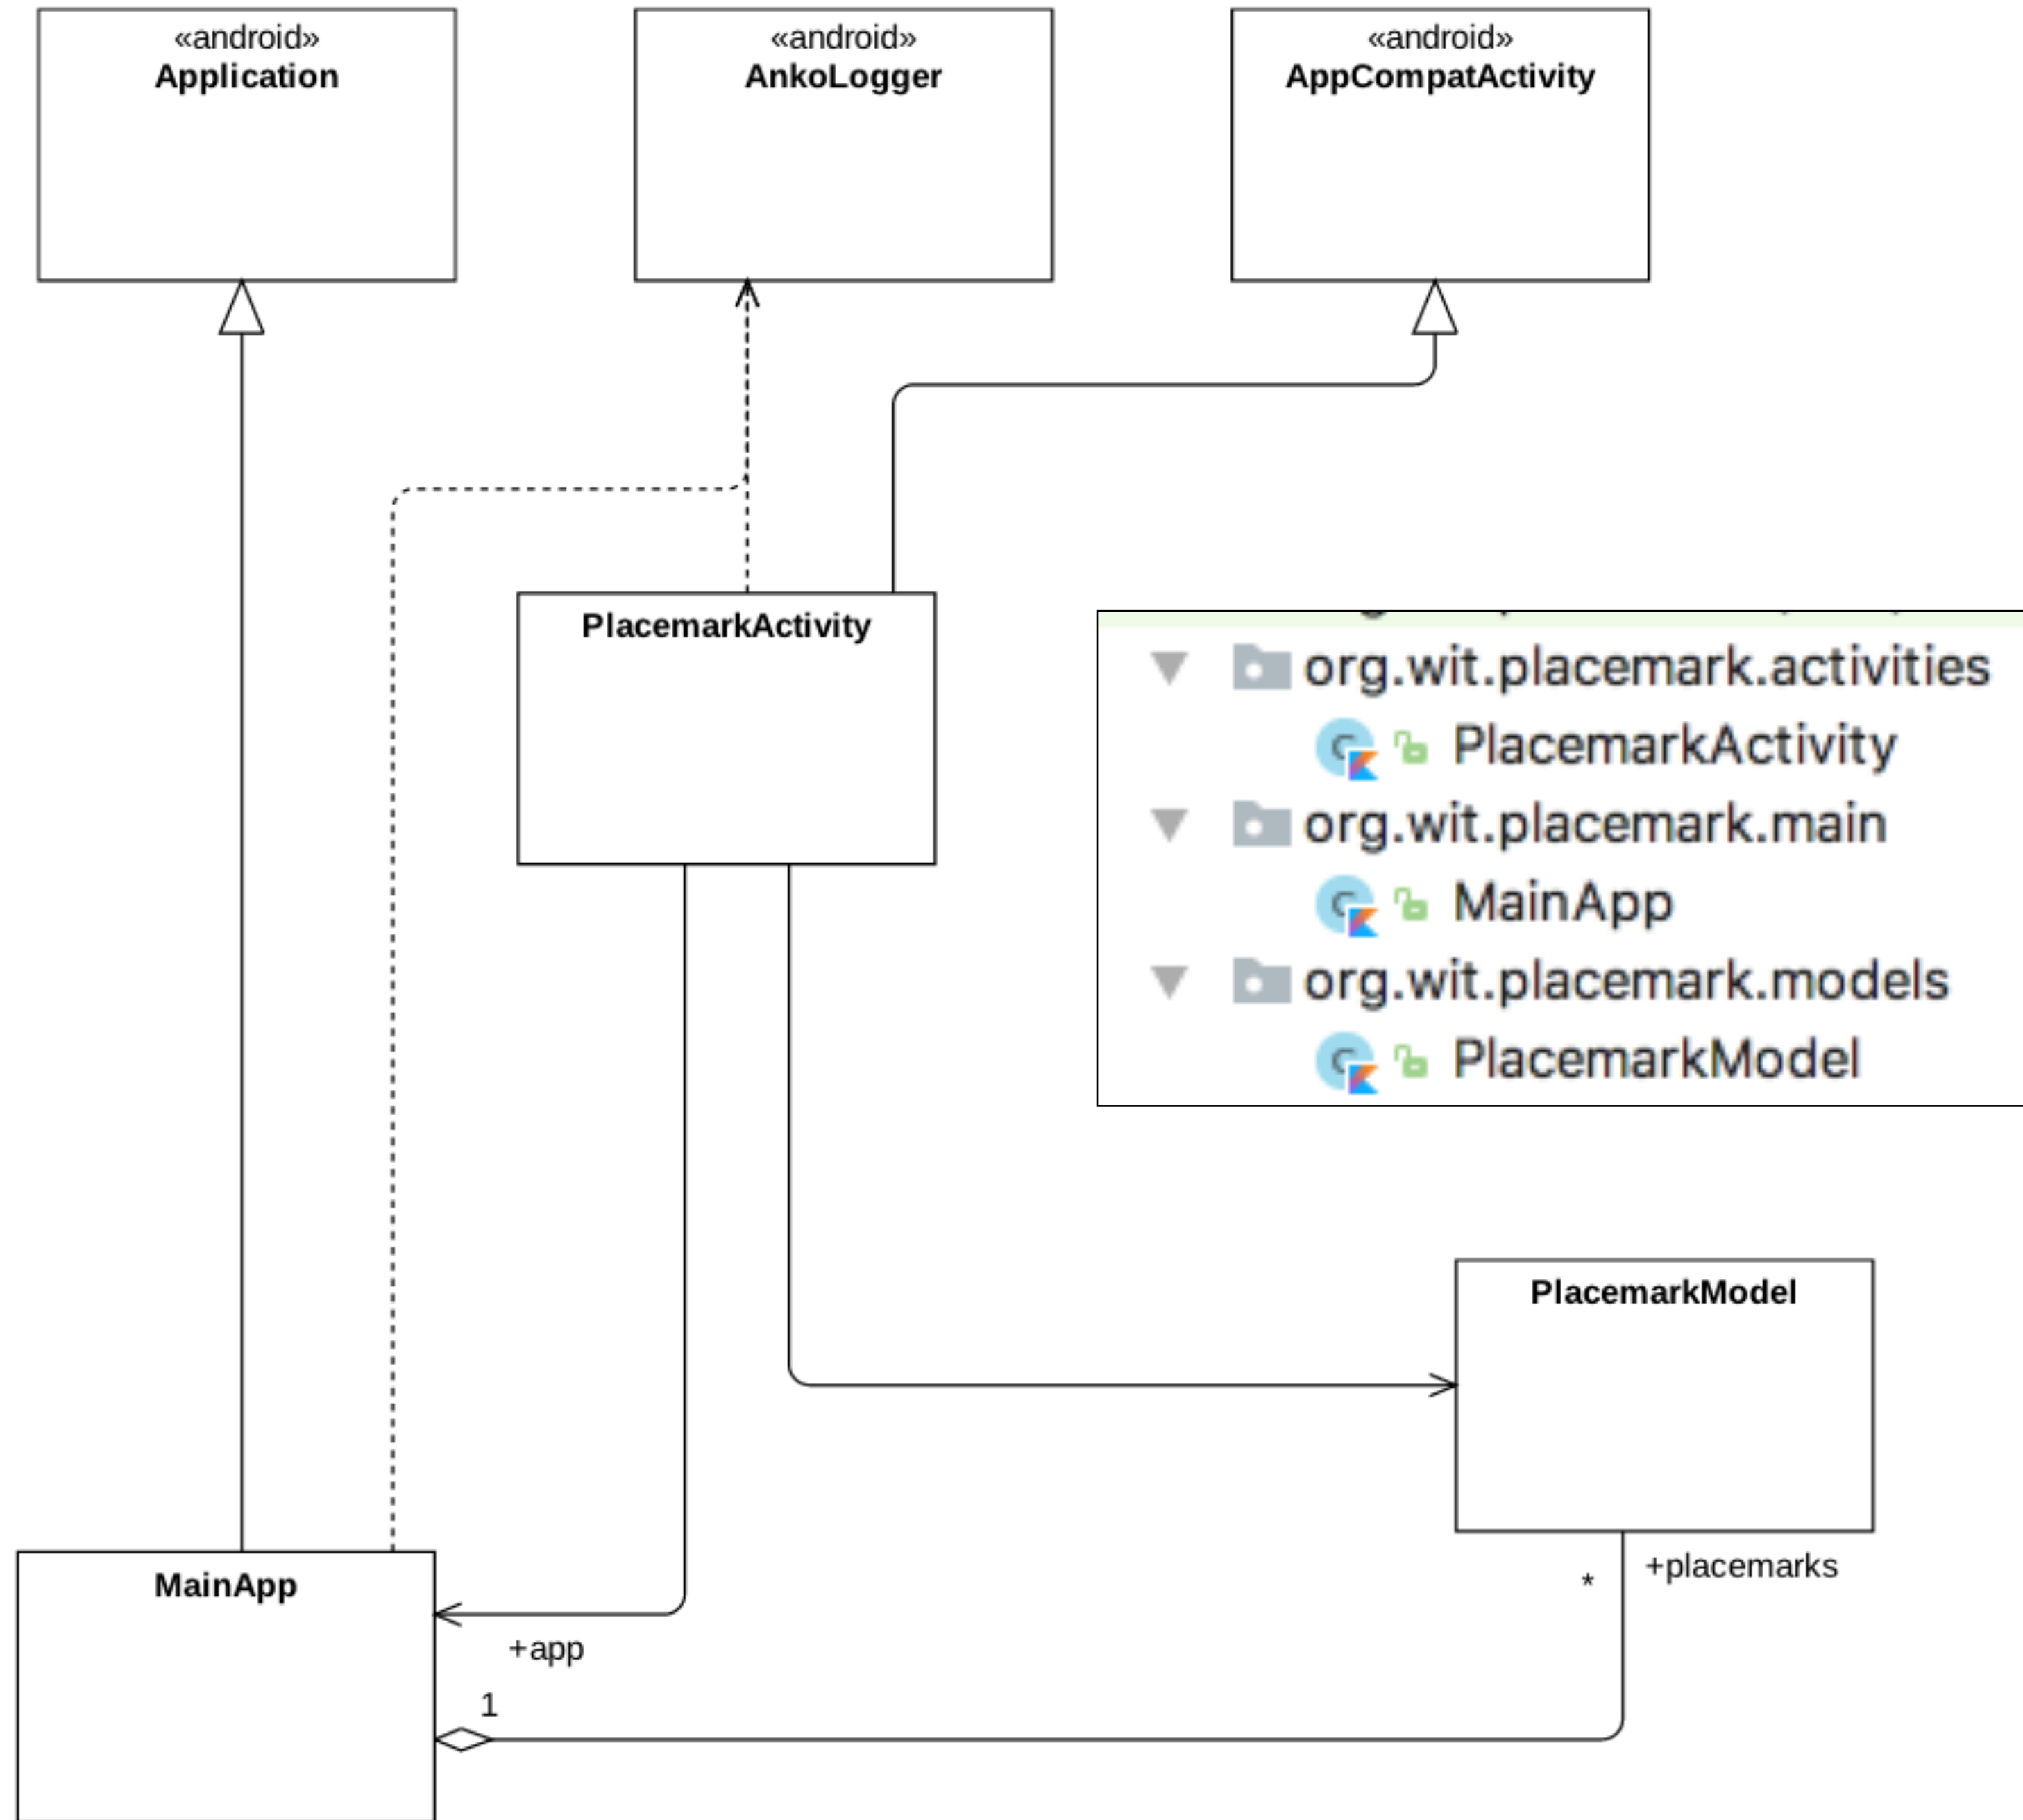 «android»
Application
«android»
AnkoLogger
«android»
AppCompatActivity
PlacemarkActivity
org.wit.placemark.activities
PlacemarkActivity
org.wit.placemark.main
MainApp
org.wit.placemark.models
PlacemarkModel
PlacemarkModel
+placemarks
*
MainApp
+app
1